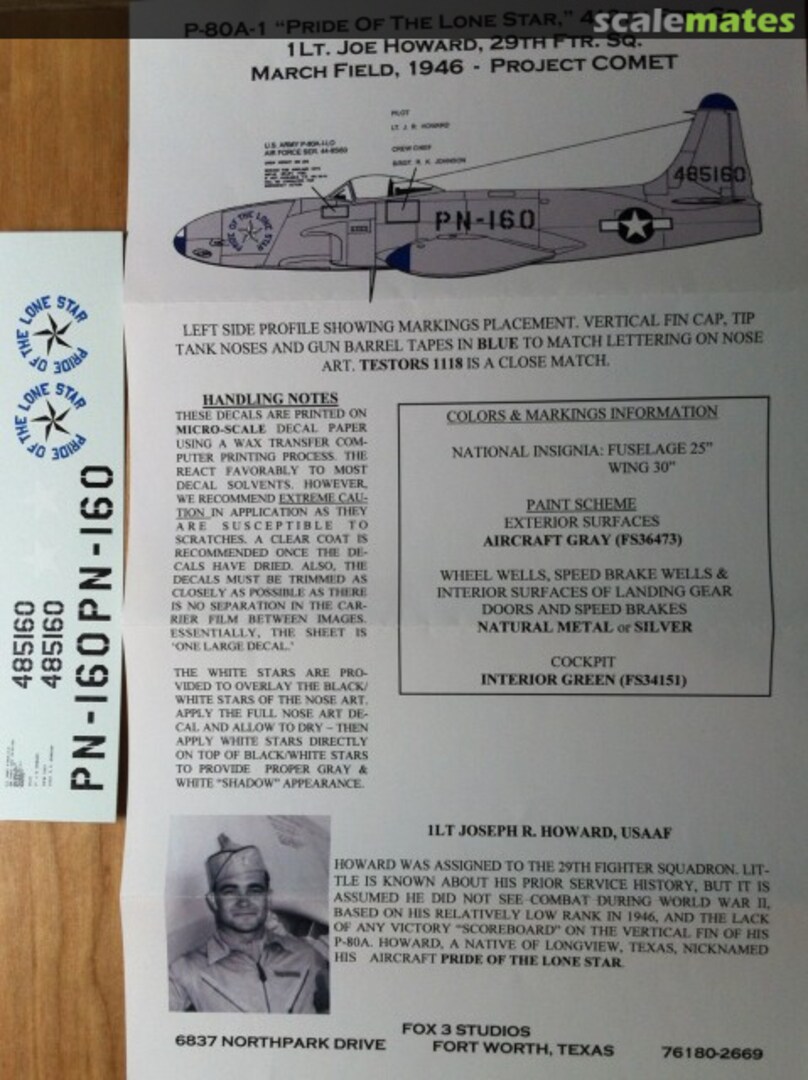 scalemates
P-80A-1 "PRIDE OF THE LONE STAR,"
1LT. JOE HOWARD, 29TH FTR. SQ.
MARCH FIELD, 1946 - PROJECT COMET
PILOT
LT. J. R. HOWARD
CREW CHIEF
R. K. JOHNSON
U.S. ARMY P-80A-1-LO
AIR FORCE SER.
485160
PN-160
PRIDE OF THE LONE STAR
LEFT SIDE PROFILE SHOWING MARKINGS PLACEMENT. VERTICAL FIN CAP, TIP
TANK NOSES AND GUN BARREL TAPES IN BLUE TO MATCH LETTERING ON NOSE
ART. TESTORS 1118 IS A CLOSE MATCH.
HANDLING NOTES
THESE DECALS ARE PRINTED ON
MICRO-SCALE DECAL PAPER
USING A WAX TRANSFER COM-
PUTER PRINTING PROCESS. THE
REACT FAVORABLY TO MOST
DECAL SOLVENTS. HOWEVER,
WE RECOMMEND EXTREME CAU-
TION IN APPLICATION AS THEY
ARE SUSCEPTIBLE TO
SCRATCHES. A CLEAR COAT IS
RECOMMENDED ONCE THE DE-
CALS HAVE DRIED. ALSO, THE
DECALS MUST BE TRIMMED AS
CLOSELY AS POSSIBLE AS THERE
IS NO SEPARATION IN THE CAR-
RIER FILM BETWEEN IMAGES.
ESSENTIALLY, THE SHEET IS
'ONE LARGE DECAL.'
THE WHITE STARS ARE PRO-
VIDED TO OVERLAY THE BLACK/
WHITE STARS OF THE NOSE ART.
APPLY THE FULL NOSE ART DE-
CAL AND ALLOW TO DRY – THEN
APPLY WHITE STARS DIRECTLY
ON TOP OF BLACK/WHITE STARS
TO PROVIDE PROPER GRAY &
WHITE "SHADOW" APPEARANCE.
COLORS & MARKINGS INFORMATION
NATIONAL INSIGNIA: FUSELAGE 25"
WING 30"
PAINT SCHEME
EXTERIOR SURFACES
AIRCRAFT GRAY (FS36473)
WHEEL WELLS, SPEED BRAKE WELLS &
INTERIOR SURFACES OF LANDING GEAR
DOORS AND SPEED BRAKES
NATURAL METAL or SILVER
COCKPIT
INTERIOR GREEN (FS34151)
1LT JOSEPH R. HOWARD, USAAF
HOWARD WAS ASSIGNED TO THE 29TH FIGHTER SQUADRON. LIT-
TLE IS KNOWN ABOUT HIS PRIOR SERVICE HISTORY, BUT IT IS
ASSUMED HE DID NOT SEE COMBAT DURING WORLD WAR II,
BASED ON HIS RELATIVELY LOW RANK IN 1946, AND THE LACK
OF ANY VICTORY "SCOREBOARD" ON THE VERTICAL FIN OF HIS
P-80A. HOWARD, A NATIVE OF LONGVIEW, TEXAS, NICKNAMED
HIS AIRCRAFT PRIDE OF THE LONE STAR.
FOX 3 STUDIOS
6837 NORTHPARK DRIVE FORT WORTH, TEXAS 76180-2669
PRIDE OF THE LONE STAR
PRIDE OF THE LONE STAR
485160
485160
PN-160
PN-160